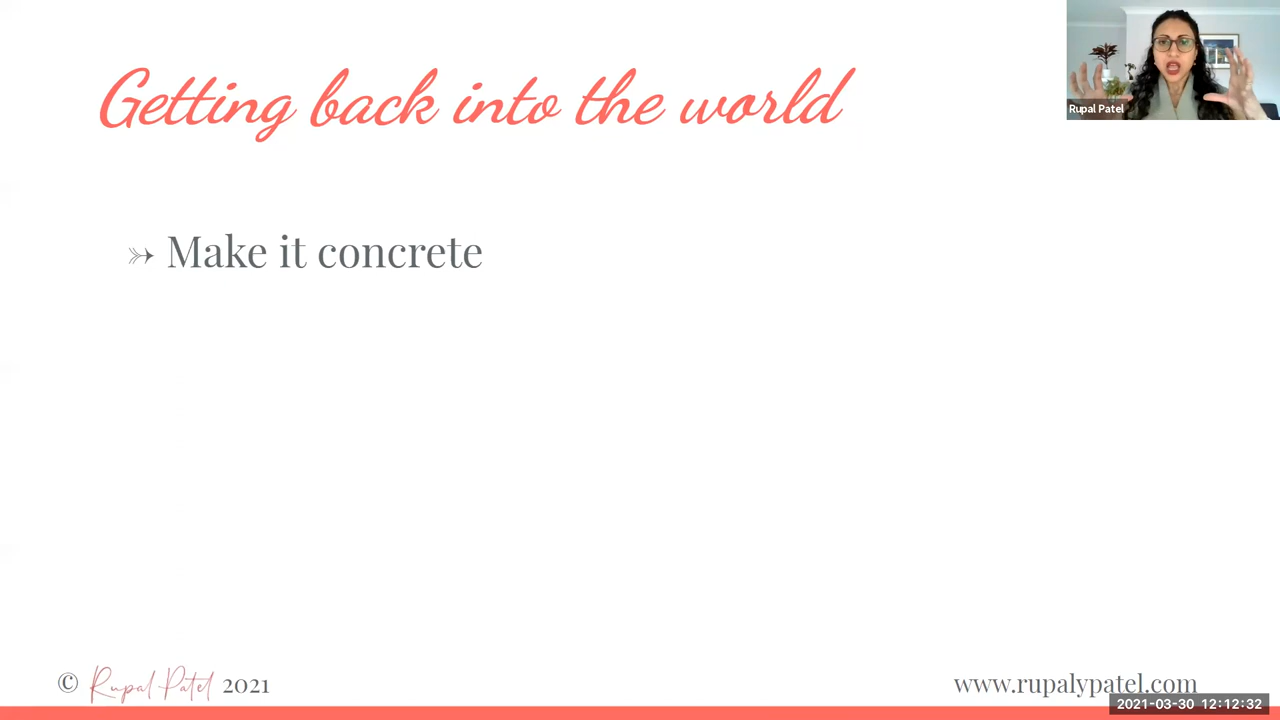 Getting back into the world
Rupal Patel
➳ Make it concrete
© Rupal Patel 2021
www.rupalypatel.com
2021-03-30 12:12:32